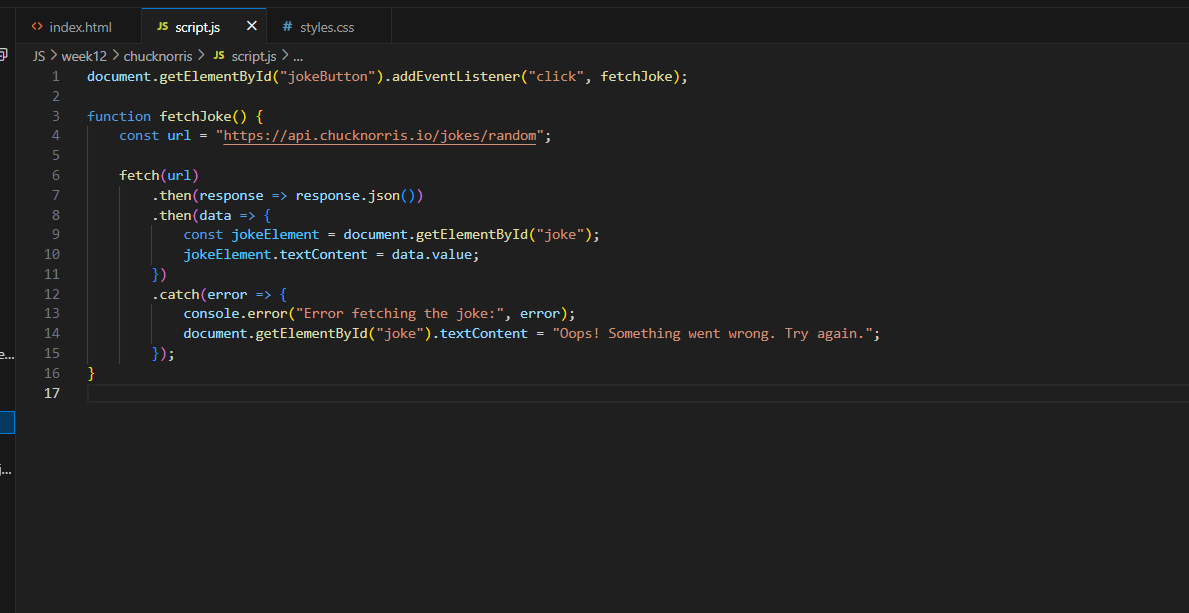 index.html JS script.js # styles.css
JS > week12 > chucknorris > JS script.js > ...
1 document.getElementById("jokeButton").addEventListener("click", fetchJoke);
2
3 function fetchJoke() {
4     const url = "https://api.chucknorris.io/jokes/random";
5
6     fetch(url)
7         .then(response => response.json())
8         .then(data => {
9             const jokeElement = document.getElementById("joke");
10             jokeElement.textContent = data.value;
11         })
12         .catch(error => {
13             console.error("Error fetching the joke:", error);
14             document.getElementById("joke").textContent = "Oops! Something went wrong. Try again.";
15         });
16 }
17
e...
...